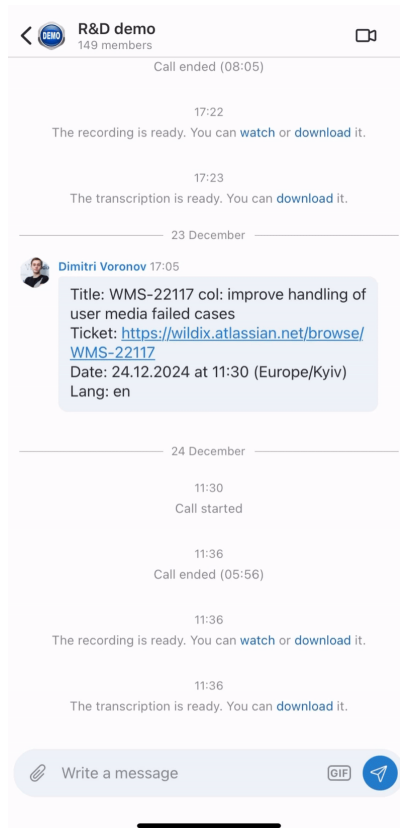 DEMO
R&D demo
149 members
Call ended (08:05)
17:22
The recording is ready. You can watch or download it.
17:23
The transcription is ready. You can download it.
23 December
Dimitri Voronov 17:05
Title: WMS-22117 col: improve handling of
user media failed cases
Ticket: https://wildix.atlassian.net/browse/
WMS-22117
Date: 24.12.2024 at 11:30 (Europe/Kyiv)
Lang: en
24 December
11:30
Call started
11:36
Call ended (05:56)
11:36
The recording is ready. You can watch or download it.
11:36
The transcription is ready. You can download it.
Write a message
GIF